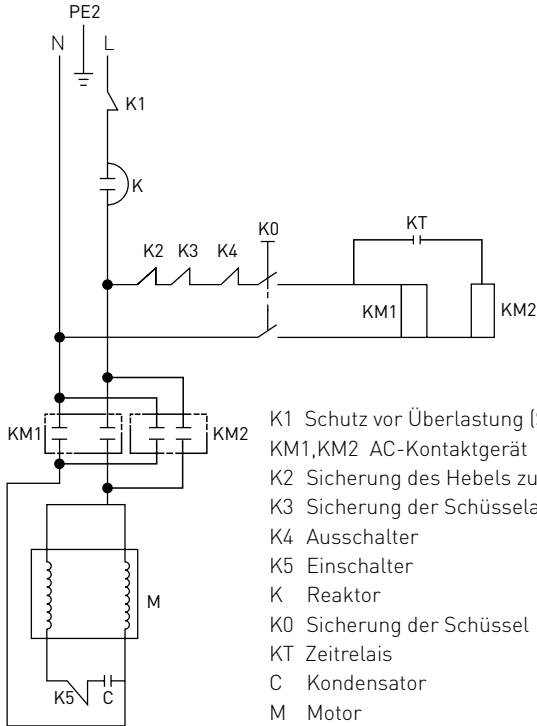 PE2
N L
K1
K
K0
KT
K2 K3 K4
KM1 KM2
KM1 KM2
K1 Schutz vor Überlastung
KM1,KM2 AC-Kontaktgerät
K2 Sicherung des Hebels
K3 Sicherung der
K4 Ausschalter
K5 Einschalter
K Reaktor
K0 Sicherung der Schüssel
KT Zeitrelais
C Kondensator
M Motor
M
K5 C